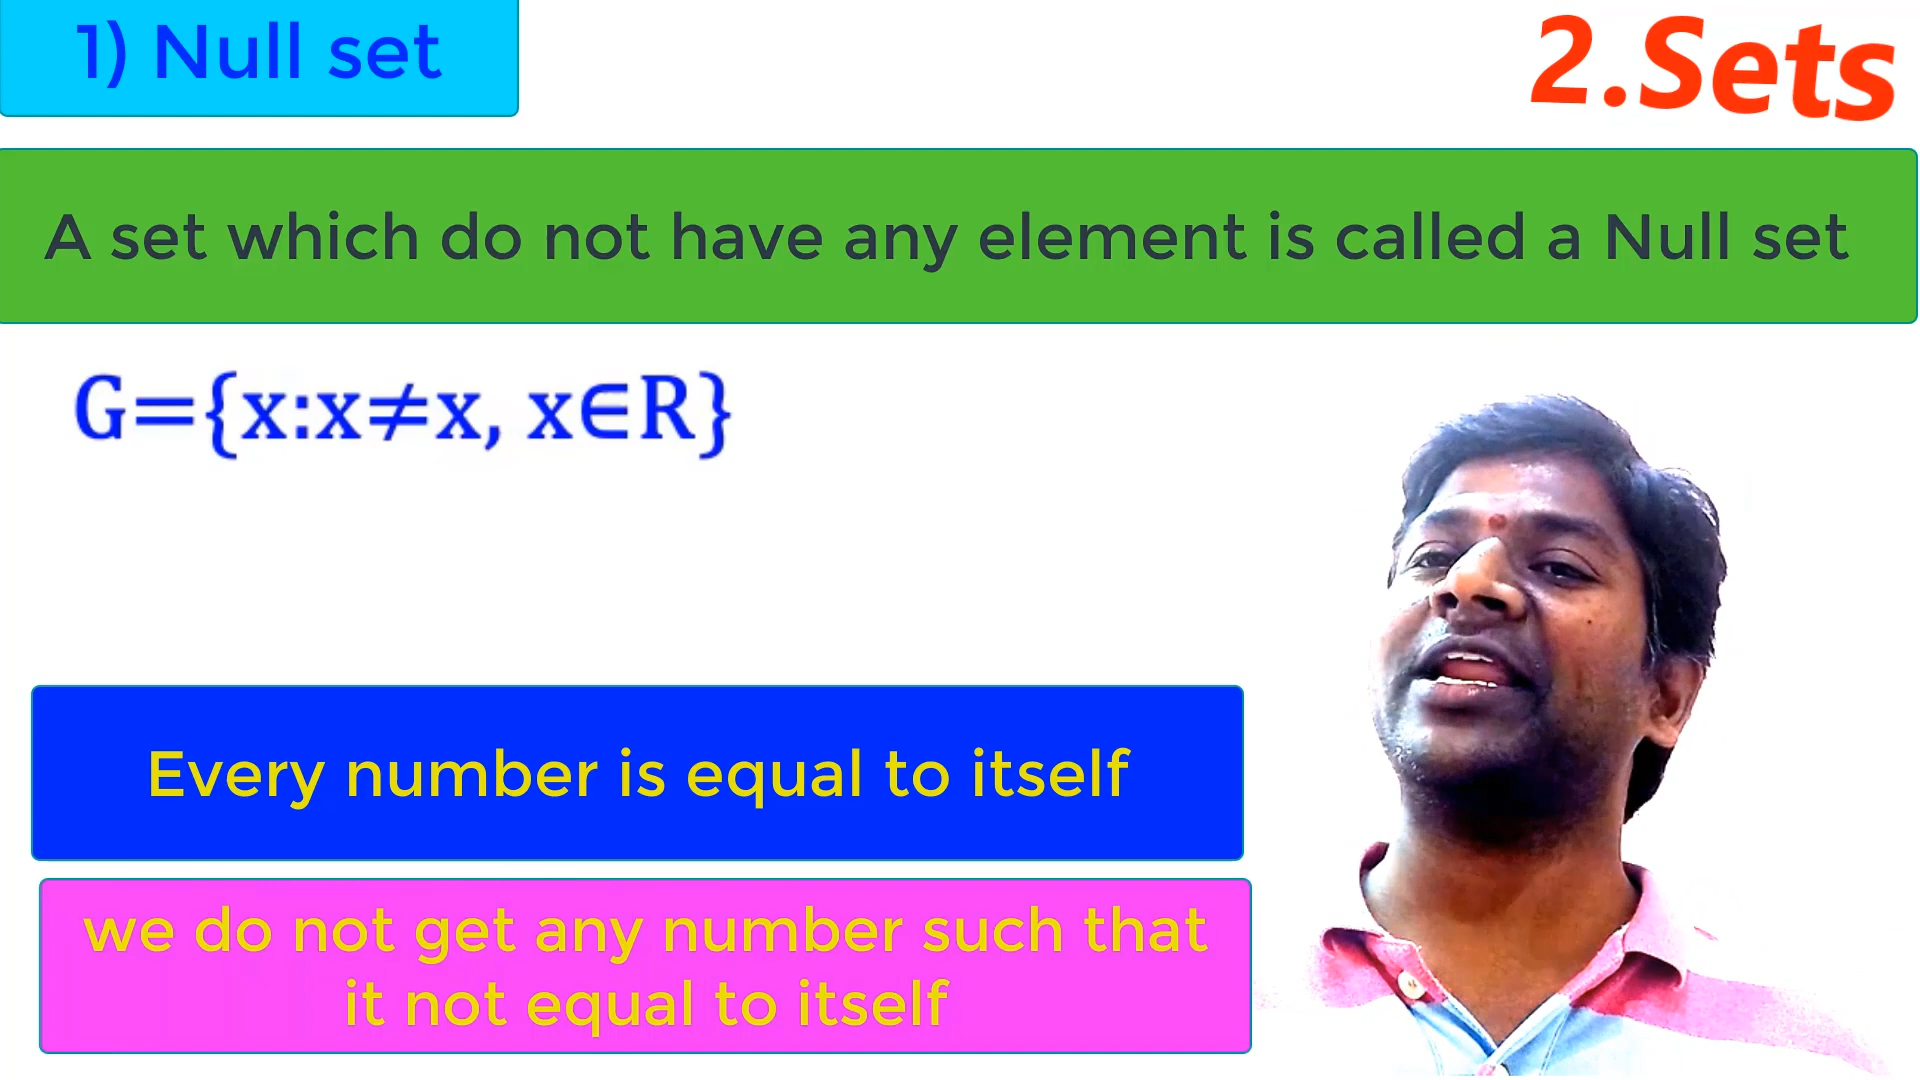 1) Null set
2.Sets
A set which do not have any element is called a Null set
G={x:x≠x, x∈R}
Every number is equal to itself
we do not get any number such that
it not equal to itself